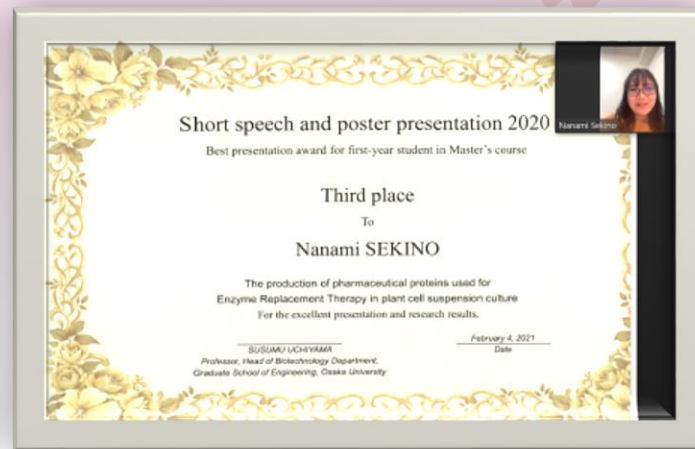 Short speech and poster presentation 2020
Best presentation award for first-year student in Master's course
Third place
To
Nanami SEKINO
The production of pharmaceutical proteins used for
Enzyme Replacement Therapy in plant cell suspension culture
For the excellent presentation and research results.
SUSUMU UCHIYAMA
Professor, Head of Biotechnology Department,
Graduate School of Engineering, Osaka University
February 4, 2021
Date
Nanami Sekino